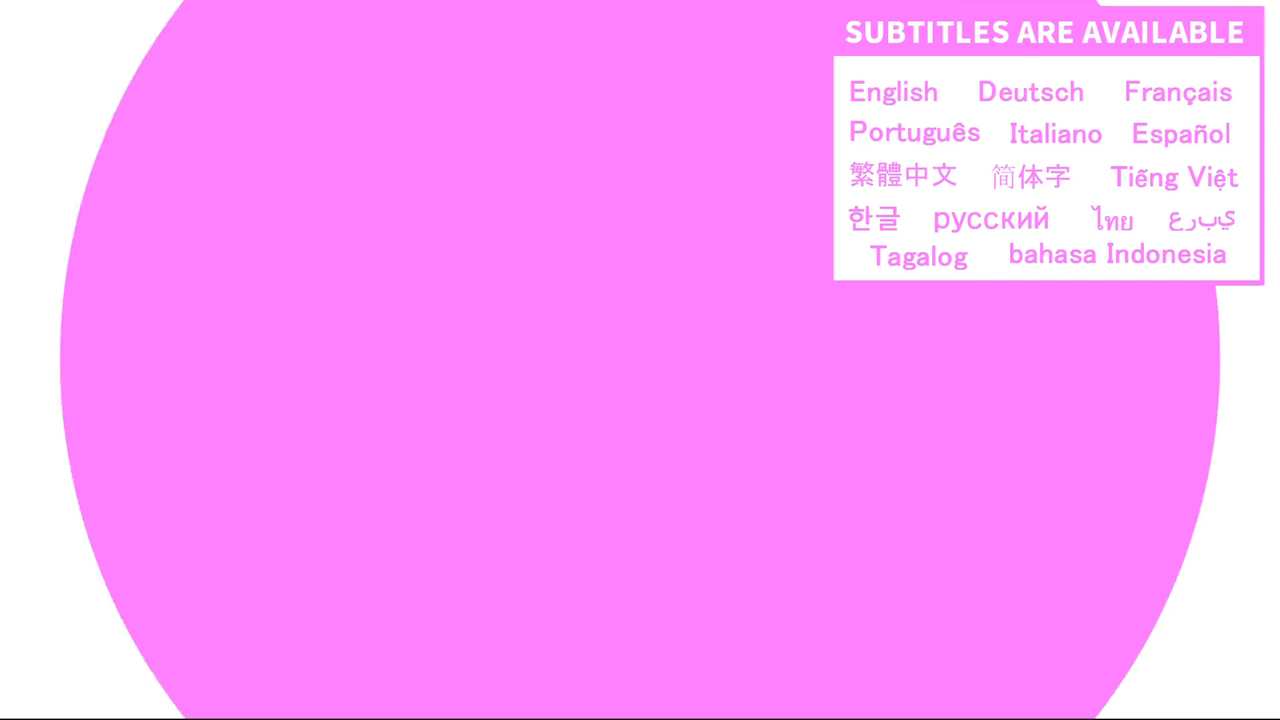 SUBTITLES ARE AVAILABLE
English Deutsch Français
Português Italiano Español
繁體中文 简体字 Tiếng Việt
한글 русский ไทย ي‌ب‌ر‌ع
Tagalog bahasa Indonesia